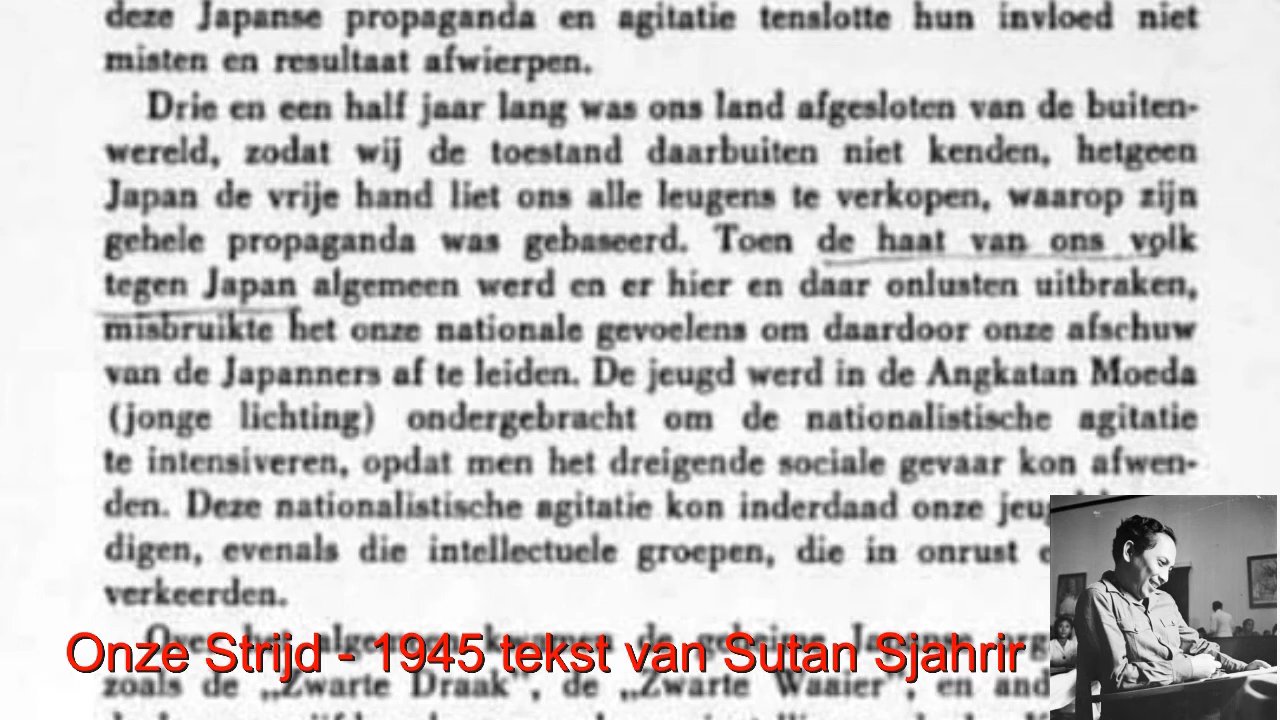 deze Japanse propaganda en agitatie tenslotte hun invloed niet
misten en resultaat afwierpen.
Drie en een half jaar lang was ons land afgesloten van de buiten-
wereld, zodat wij de toestand daarbuiten niet kenden, hetgeen
Japan de vrije hand liet ons alle leugens te verkopen, waarop zijn
gehele propaganda was gebaseerd. Toen de haat van ons volk
tegen Japan algemeen werd en er hier en daar onlusten uitbraken,
misbruikte het onze nationale gevoelens om daardoor onze afschuw
van de Japanners af te leiden. De jeugd werd in de Angkatan Moeda
(jonge lichting) ondergebracht om de nationalistische agitatie
te intensiveren, opdat men het dreigende sociale gevaar kon afwen-
den. Deze nationalistische agitatie kon inderdaad onze
digen, evenals die intellectuele groepen, die in onrust
verkeerden.
Onze Strijd - 1945 tekst van Sutan Sjahrir
zoals de „Zwarte Draak", de „Zwarte Waaier", en